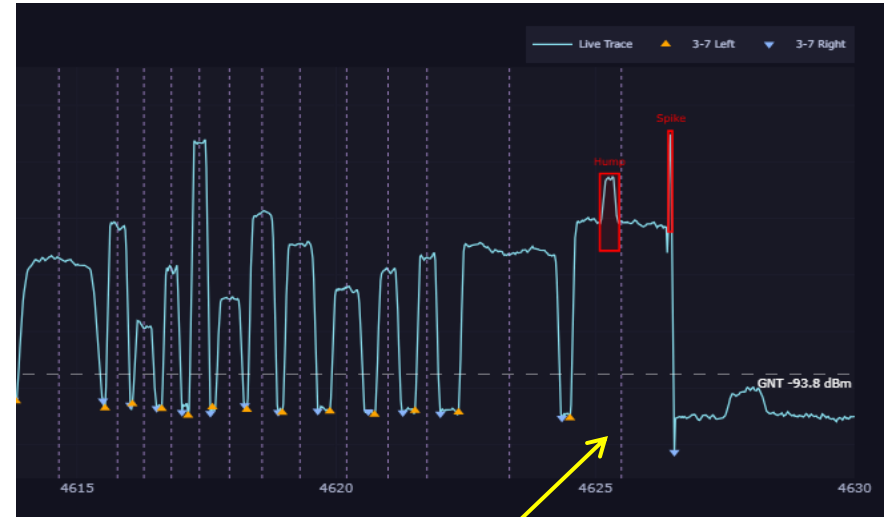 Live Trace 3-7 Left 3-7 Right
Spike
Hump
GNT -93.8 dBm
4615 4620 4625 4630